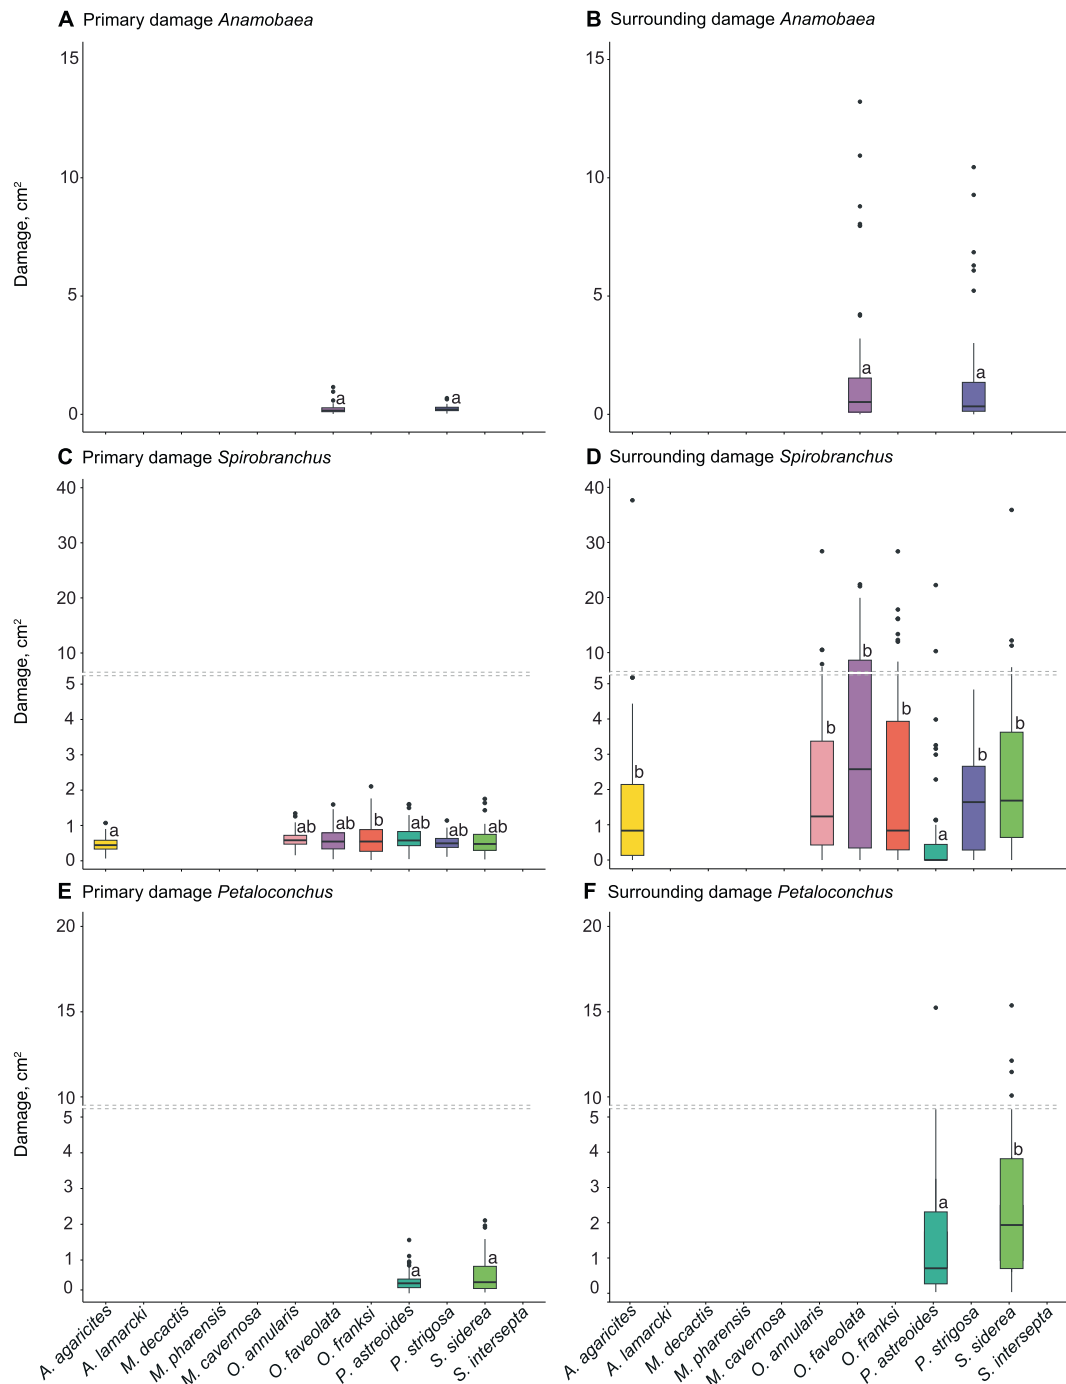 A Primary damage Anamobaea
B Surrounding damage Anamobaea
Damage, cm²
15
10
5
0
a
a
15
10
5
0
a
a
C Primary damage Spirobranchus
D Surrounding damage Spirobranchus
Damage, cm²
40
30
20
10
5
4
3
2
1
0
a
ab
ab
b
ab
ab
ab
40
30
20
10
5
4
3
2
1
0
b
b
b
b
a
b
b
E Primary damage Petaloconchus
F Surrounding damage Petaloconchus
Damage, cm²
20
15
10
5
4
3
2
1
0
a
a
20
15
10
5
4
3
2
1
0
a
b
A. agaricites
A. lamarcki
M. decactis
M. pharensis
M. cavernosa
O. annularis
O. faveolata
O. franksi
P. astreoides
P. strigosa
S. siderea
S. intersepta
A. agaricites
A. lamarcki
M. decactis
M. pharensis
M. cavernosa
O. annularis
O. faveolata
O. franksi
P. astreoides
P. strigosa
S. siderea
S. intersepta